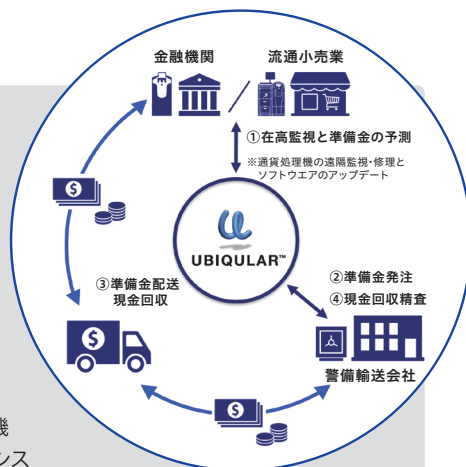 金融機関
流通小売業
①在高監視と準備金の予測
※通貨処理機の遠隔監視・修理と
ソフトウエアのアップデート
UBIQULAR™
③準備金配送
現金回収
②準備金発注
④現金回収精査
警備輸送会社
$
$
$
機
ンス